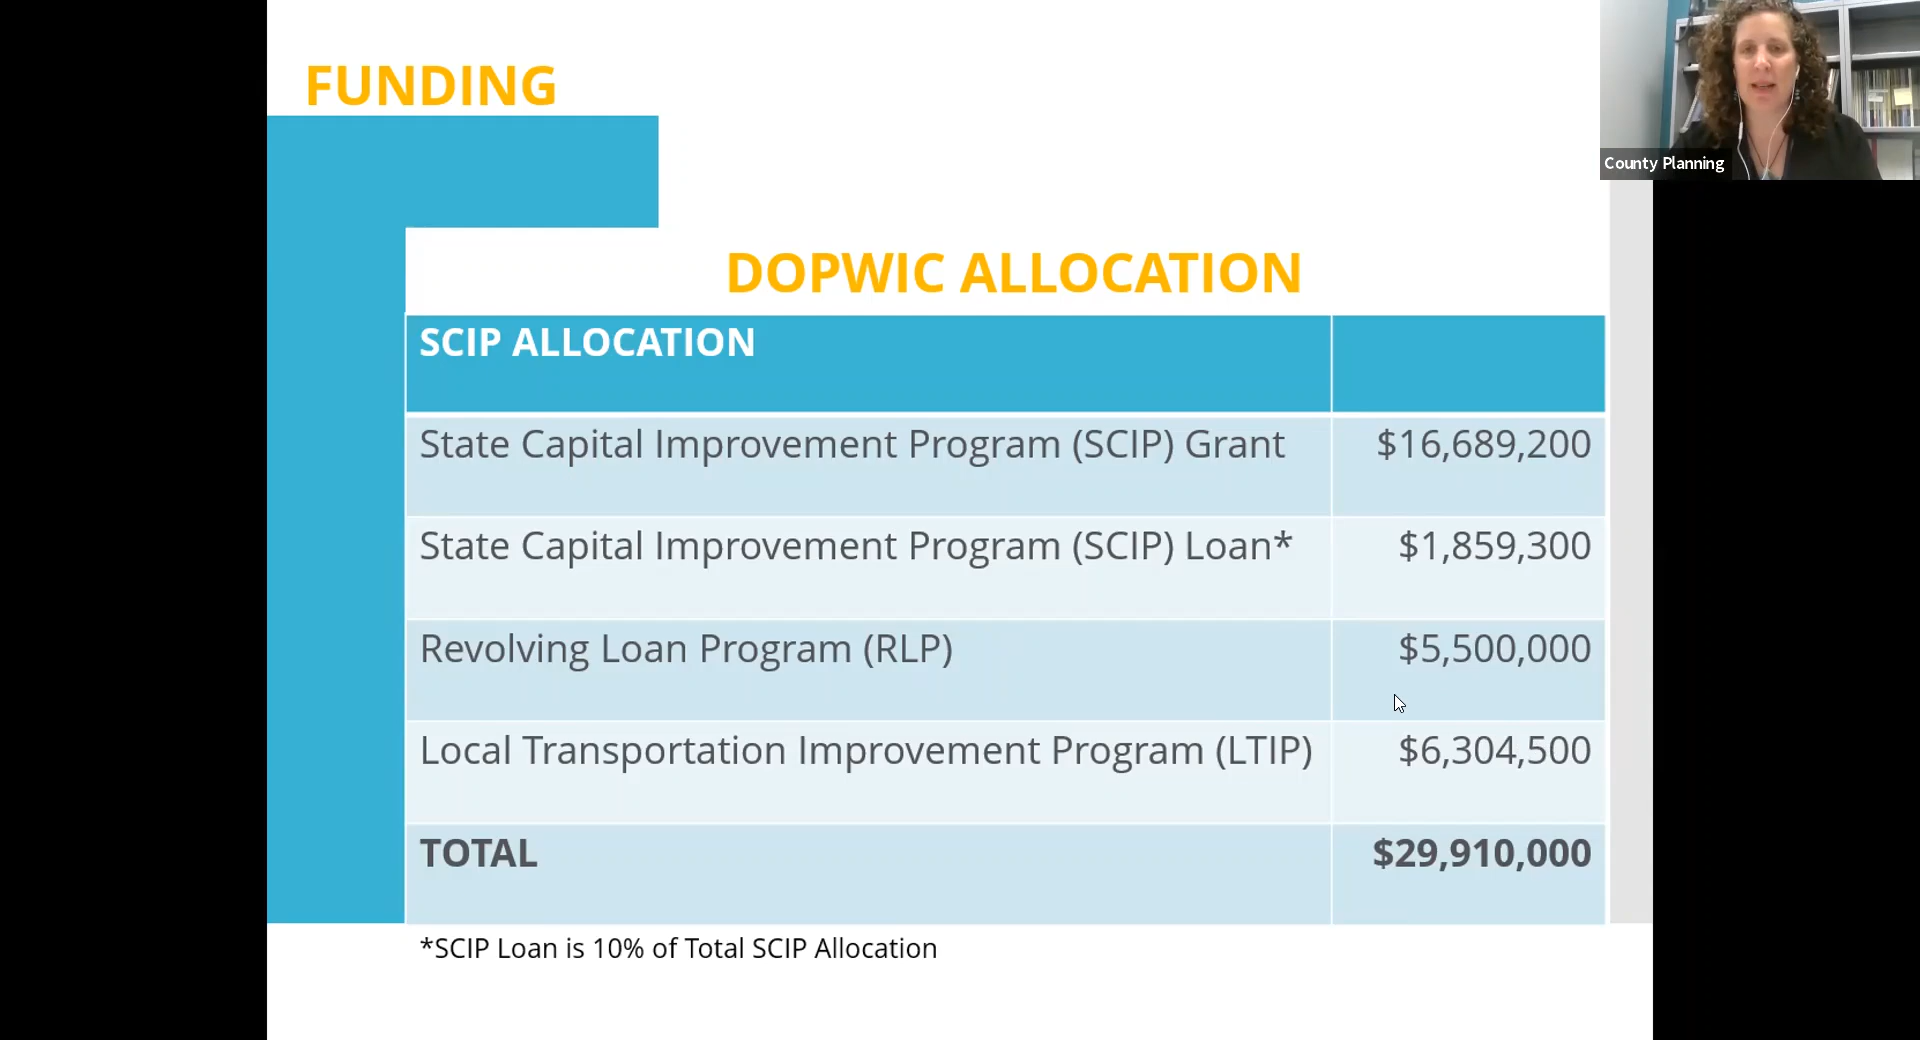 FUNDING
County Planning
DOPWIC ALLOCATION
SCIP ALLOCATION
State Capital Improvement Program (SCIP) Grant $16,689,200
State Capital Improvement Program (SCIP) Loan* $1,859,300
Revolving Loan Program (RLP) $5,500,000
Local Transportation Improvement Program (LTIP) $6,304,500
TOTAL $29,910,000
*SCIP Loan is 10% of Total SCIP Allocation